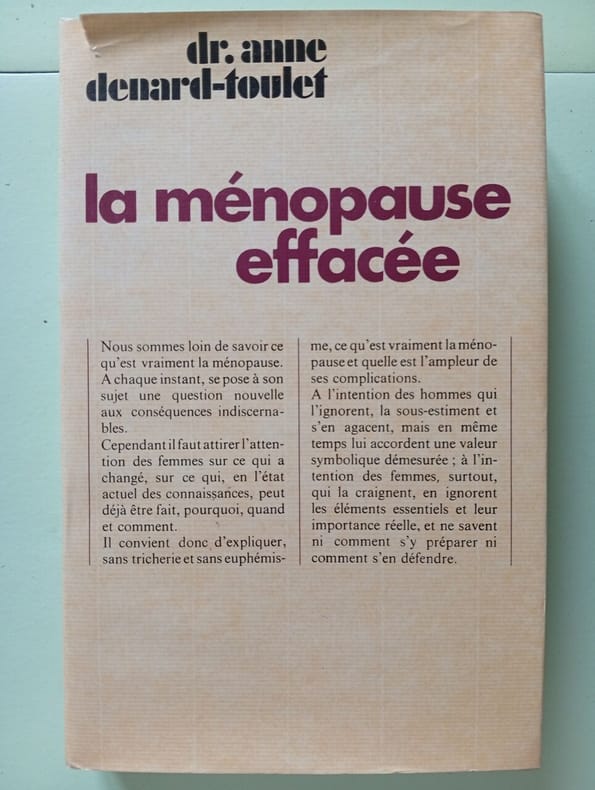 dr. anne
denard-toulet
la ménopause
effacée
Nous sommes loin de savoir ce
qu'est vraiment la ménopause.
A chaque instant, se pose à son
sujet une question nouvelle
aux conséquences indiscerna-
bles.
Cependant il faut attirer l'atten-
tion des femmes sur ce qui a
changé, sur ce qui, en l'état
actuel des connaissances, peut
déjà être fait, pourquoi, quand
et comment.
Il convient donc d'expliquer,
sans tricherie et sans euphémis-
me, ce qu'est vraiment la méno-
pause et quelle est l'ampleur de
ses complications.
A l'intention des hommes qui
l'ignorent, la sous-estiment et
s'en agacent, mais en même
temps lui accordent une valeur
symbolique démesurée ; à l'in-
tention des femmes, surtout,
qui la craignent, en ignorent
les éléments essentiels et leur
importance réelle, et ne savent
ni comment s'y préparer ni
comment s'en défendre.